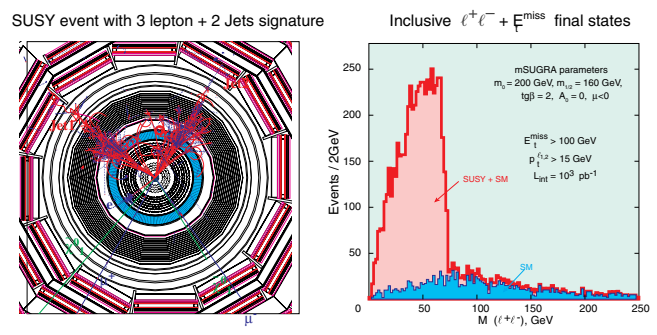 SUSY event with 3 lepton + 2 Jets signature
Inclusive ℓ⁺ℓ⁻ + Eₜᵐⁱˢˢ final states
Events / 2GeV
250
200
150
100
50
0
mSUGRA parameters
m₀ = 200 GeV, m₁/₂ = 160 GeV,
tgβ = 2, A₀ = 0, μ<0
Eₜᵐⁱˢˢ > 100 GeV
pₜ^ℓ1,2 > 15 GeV
Lᵢₙₜ = 10³ pb⁻¹
SUSY + SM
SM
0 50 100 150 200 250
M (ℓ⁺ℓ⁻), GeV
e
μ⁻